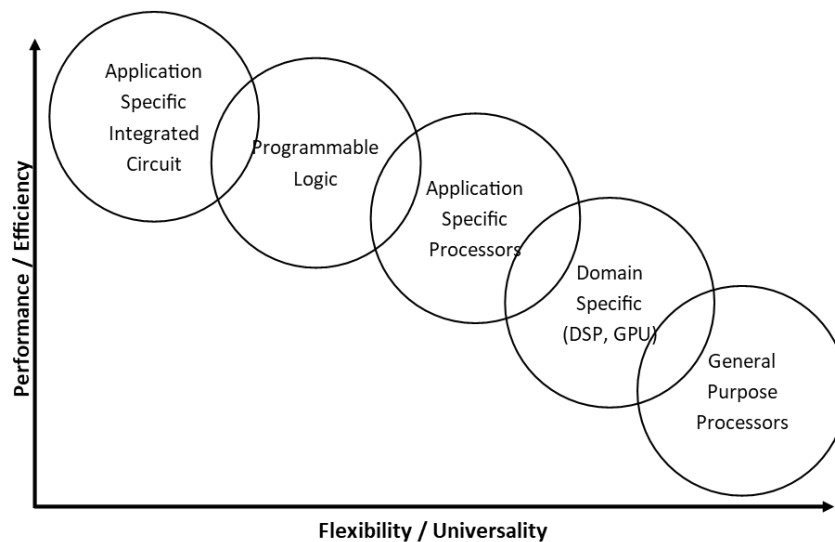 Application
Specific
Integrated
Circuit
Programmable
Logic
Application
Specific
Processors
Domain
Specific
(DSP, GPU)
General
Purpose
Processors
Performance / Efficiency
Flexibility / Universality